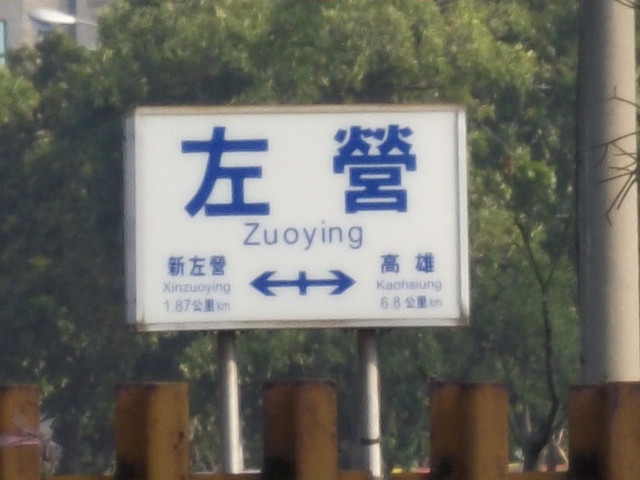 左營
Zuoying
新左營 高雄
Xinzuoying Kaohsiung
1.87公里km 6.8公里km